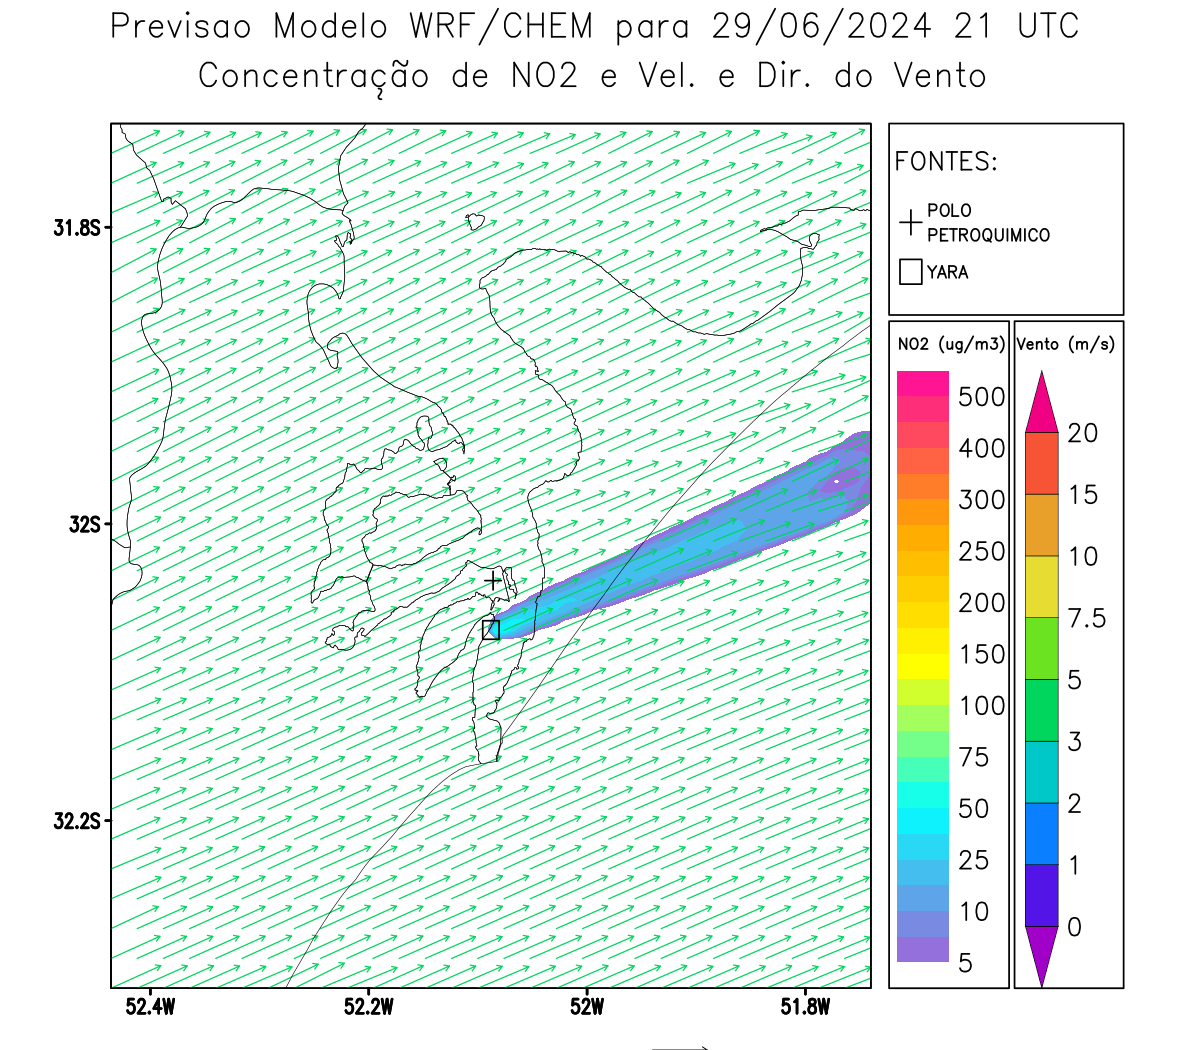 Previsao Modelo WRF/CHEM para 29/06/2024 21 UTC
Concentração de NO2 e Vel. e Dir. do Vento
FONTES:
POLO
PETROQUIMICO
YARA
31.8S
32S
32.2S
52.4W
52.2W
52W
51.8W
NO2 (ug/m3)
500
400
300
250
200
150
100
75
50
25
10
5
Vento (m/s)
20
15
10
7.5
5
3
2
1
0